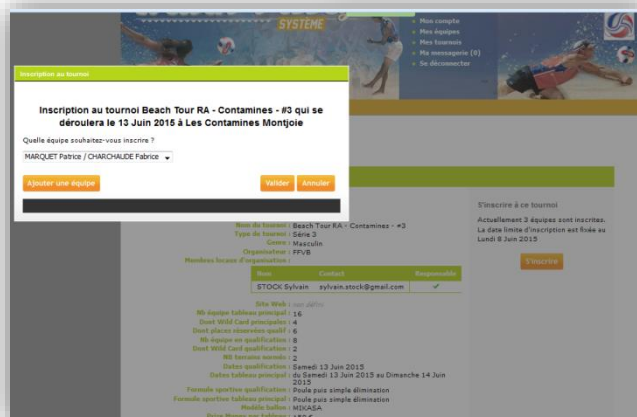 SYSTÈME
Mon compte
Mes équipes
Mes tournois
Ma messagerie (0)
Se déconnecter
Inscription au tournoi
Inscription au tournoi Beach Tour RA - Contamines - #3 qui se
déroulera le 13 Juin 2015 à Les Contamines Montjoie
Quelle équipe souhaitez-vous inscrire ?
MARQUET Patrice / CHARCHAUDE Fabrice
Ajouter une équipe
Valider
Annuler
S'inscrire à ce tournoi
Actuellement 3 équipes sont inscrites.
La date limite d'inscription est fixée au
Lundi 8 Juin 2015
S'inscrire
Nom du tournoi : Beach Tour RA - Contamines - #3
Type de tournoi : Série 3
Genre : Masculin
Organisateur : FFVB
Membres locaux d'organisation :
Nom Contact Responsable
STOCK Sylvain sylvain.stock@gmail.com
Site Web : non défini
Nb équipe tableau principal : 16
Dont Wild Card principales : 4
Dont places réservées qualif : 6
Nb équipe en qualification : 8
Dont Wild Card qualification : 2
Nb terrains menés : 2
Dates qualification : Samedi 13 Juin 2015
Dates tableau principal : du Samedi 13 Juin 2015 au Dimanche 14 Juin
2015
Formule sportive qualification : Poule puis simple élimination
Formule sportive tableau principal : Poule puis simple élimination
Modèle ballon : MIKASA